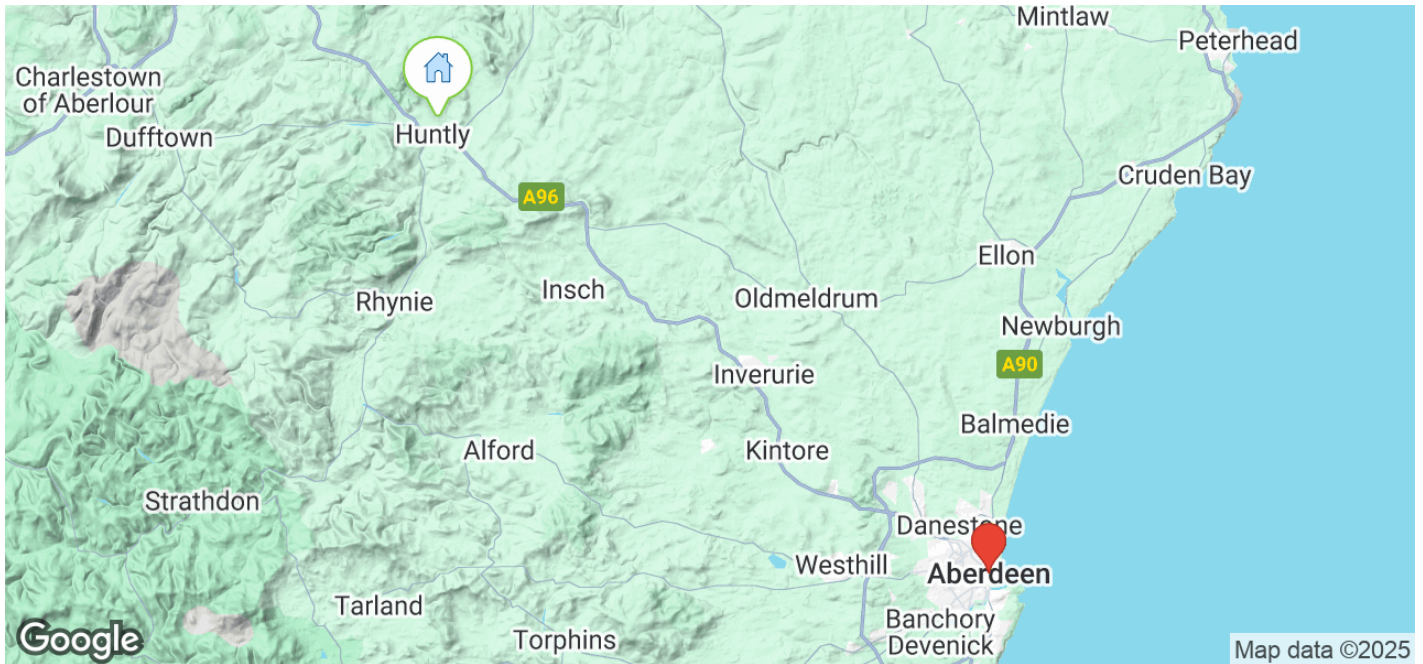 Mintlaw
Peterhead
Charlestown
of Aberlour
Dufftown
Huntly
Cruden Bay
A96
Ellon
Insch
Rhynie
Oldmeldrum
Newburgh
A90
Inverurie
Balmedie
Alford
Kintore
Strathdon
Danestone
Westhill
Aberdeen
Tarland
Banchory
Devenick
Torphins
Google
Map data ©2025